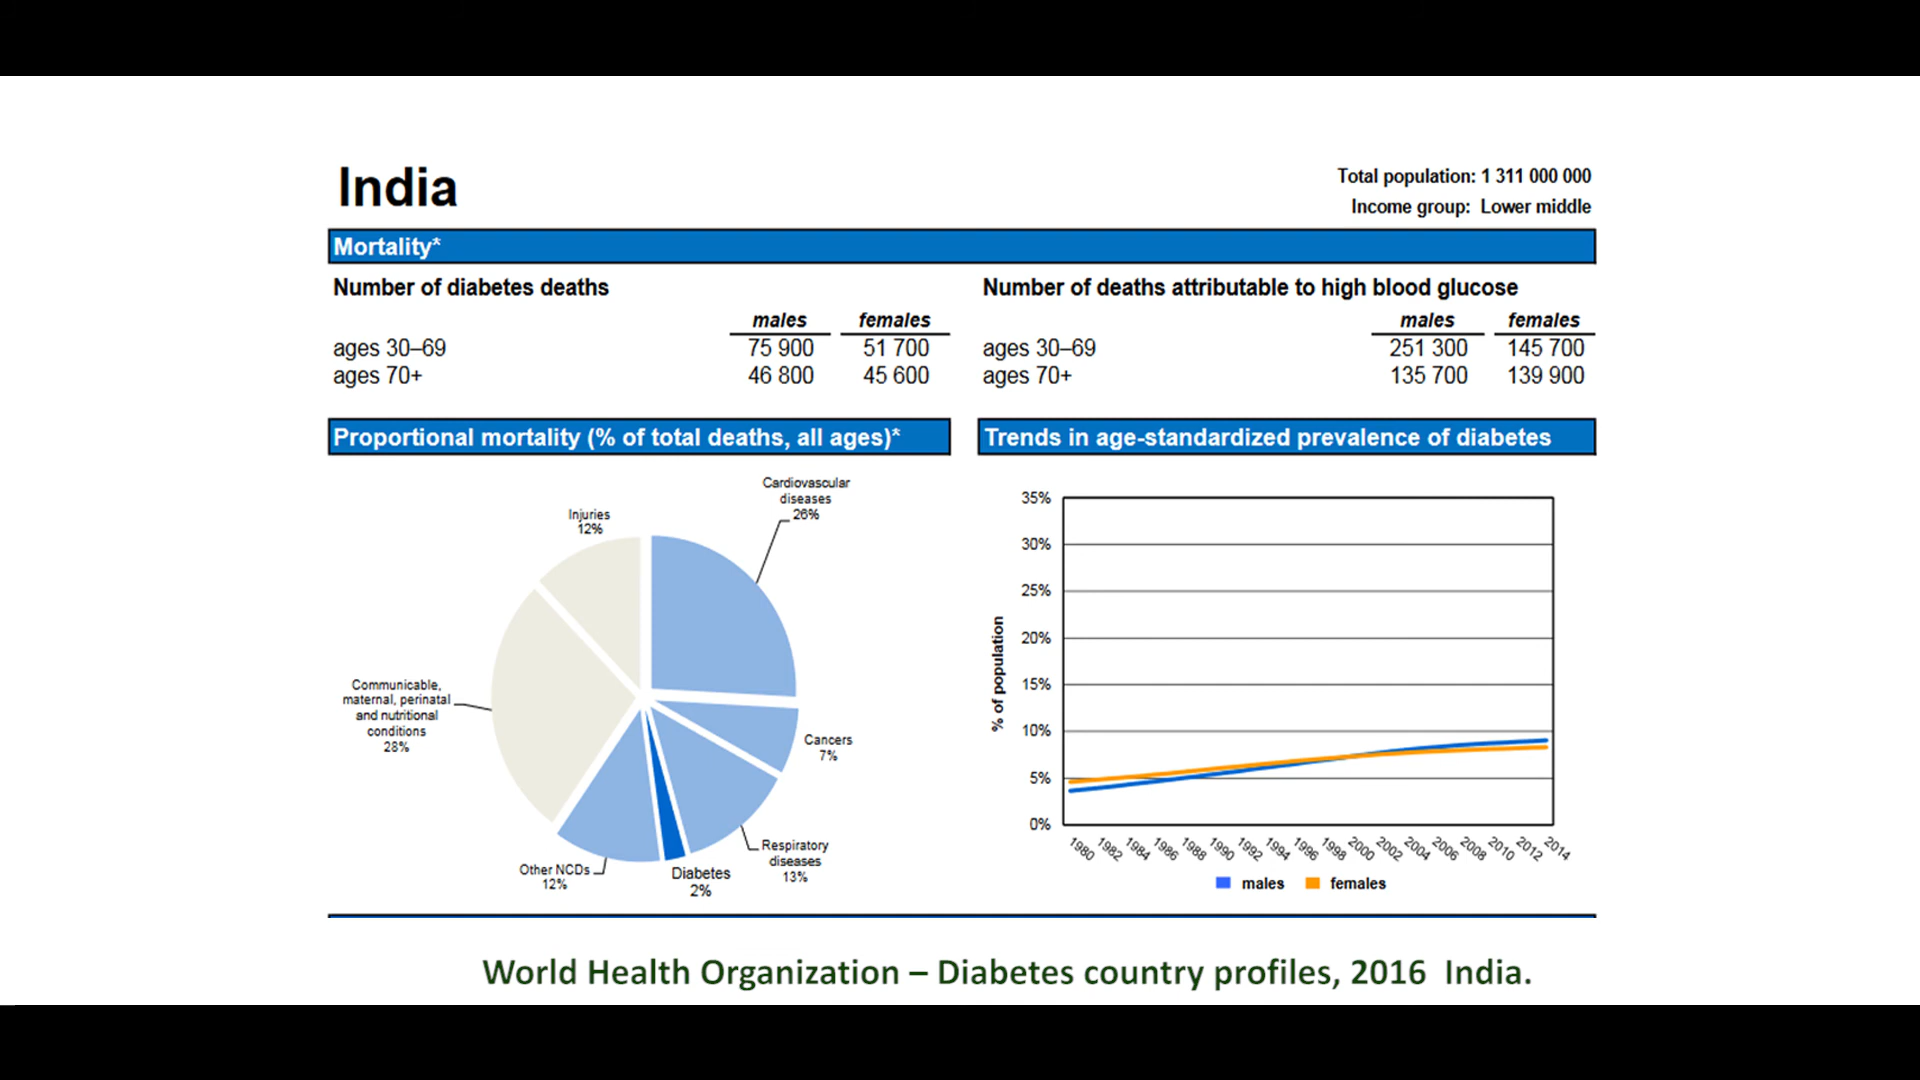 India
Total population: 1 311 000 000
Income group: Lower middle
Mortality*
Number of diabetes deaths
males females
ages 30–69 75 900 51 700
ages 70+ 46 800 45 600
Number of deaths attributable to high blood glucose
males females
ages 30–69 251 300 145 700
ages 70+ 135 700 139 900
Proportional mortality (% of total deaths, all ages)*
Cardiovascular
diseases
26%
Injuries
12%
Communicable,
maternal, perinatal
and nutritional
conditions
28%
Cancers
7%
Respiratory
diseases
13%
Other NCDs
12%
Diabetes
2%
Trends in age-standardized prevalence of diabetes
35%
30%
25%
20%
15%
10%
5%
0%
% of population
1980 1982 1984 1986 1988 1990 1992 1994 1996 1998 2000 2002 2004 2006 2008 2010 2012 2014
males females
World Health Organization – Diabetes country profiles, 2016 India.